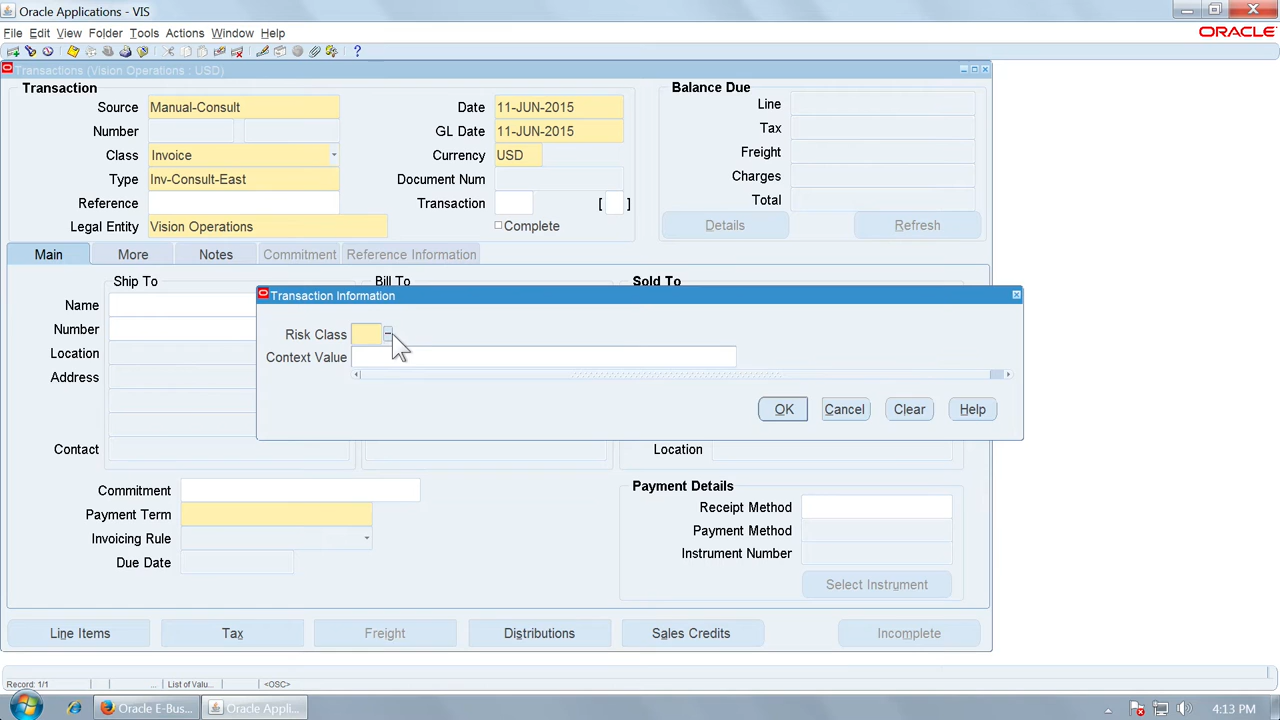 Oracle Applications - VIS
File Edit View Folder Tools Actions Window Help
ORACLE
Transactions (Vision Operations : USD)
Transaction
Source Manual-Consult
Number
Class Invoice
Type Inv-Consult-East
Reference
Legal Entity Vision Operations
Date 11-JUN-2015
GL Date 11-JUN-2015
Currency USD
Document Num
Transaction [ ]
Complete
Balance Due
Line
Tax
Freight
Charges
Total
Details Refresh
Main More Notes Commitment Reference Information
Ship To Bill To Sold To
Name
Number
Location
Address
Contact
Transaction Information
Risk Class
Context Value
OK Cancel Clear Help
Location
Commitment
Payment Term
Invoicing Rule
Due Date
Payment Details
Receipt Method
Payment Method
Instrument Number
Select Instrument
Line Items Tax Freight Distributions Sales Credits Incomplete
Record: 1/1 ... List of Valu... <OSC>
Oracle E-Bus... Oracle Appli... 4:13 PM